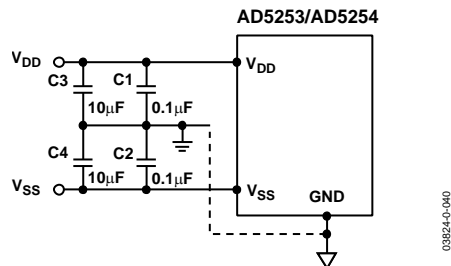 AD5253/AD5254
VDD
C3
C1
VDD
10μF
0.1μF
C4
C2
VSS
10μF
0.1μF
VSS
GND
03824-0-040